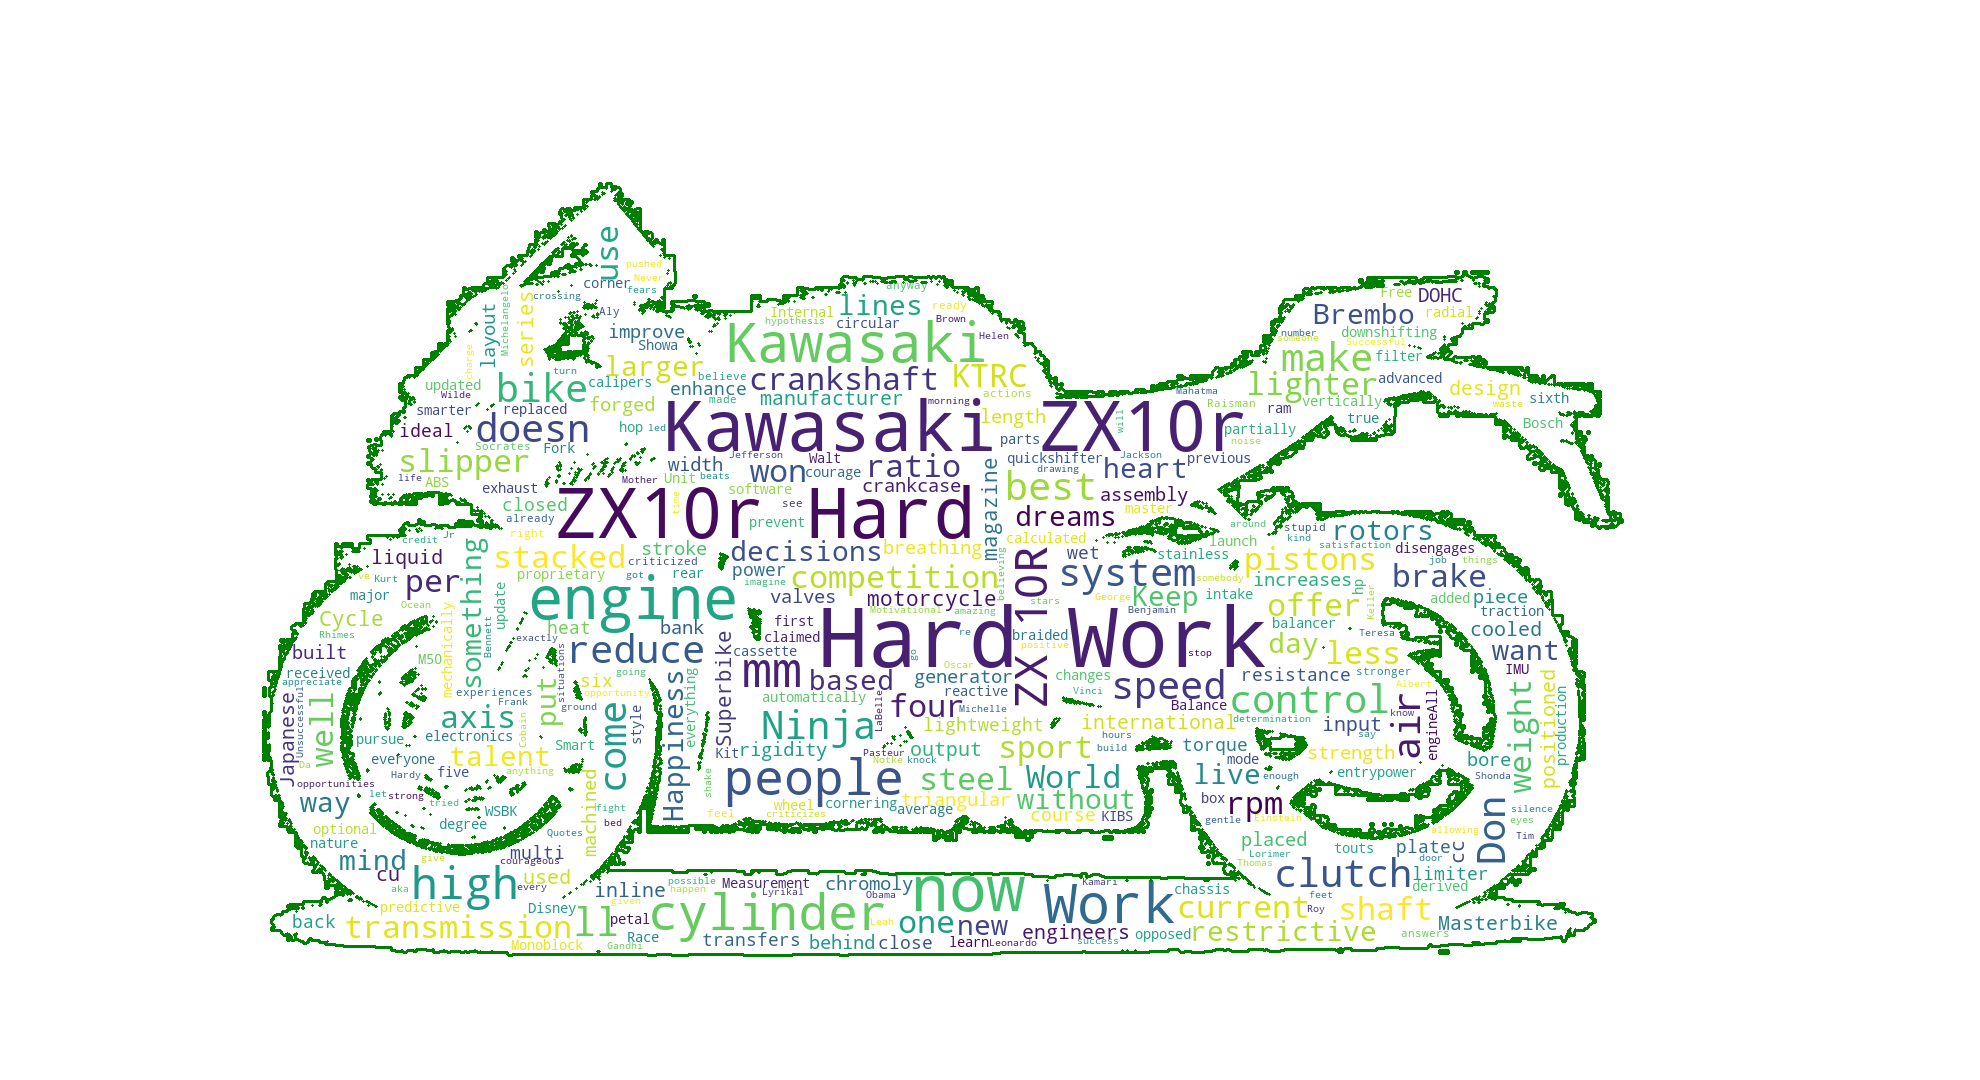 use
pushed
Never
corner
fears
crossing
Michelangelo
layout
series
Aly
improve
Showa
larger
turn
charge
bike
calipers
updated
Wilde
smarter
replaced
forged
ideal
doesn
hop
led
Socrates
Fork
slipper
life
ABS
exhaust
closed
already
anyway
lines
Internal
ready
hypothesis
circular
Brown
Helen
Kawasaki
believe
enhance
crankshaft
KTRC
made
manufacturer
actions
morning
length
Kawasaki ZX10r
parts
will
Jefferson
Walt
width
won
courage
ratio
quickshifter
previous
drawing
Jackson
heart
Mother
Unit
beats
crankcase
magazine
best
assembly
software
time
see
master
ZX10r Hard
dreams
prevent
calculated
Free
DOHC
Brembo
radial
number
someone
downshifting
Successful
make
filter
lighter
advanced
design
Mahatma
Raisman
ram
vertically
waste
sixth
true
partially
Bosch
noise
credit
Jr
right
liquid
stacked
stroke
decisions
breathing
wet
stainless
around
launch
stupid
kind
rotors
satisfaction
disengages
criticized
ve
Kurt
per
something
proprietary
got
rear
power
imagine
competition
believing
ZX 10R
system
somebody
pistons
job
things
increases
hp
brake
major
Ocean
update
engine
valves
motorcycle
George
Keep
intake
Keller
offer
added
piece
Cycle
mechanically
Bennett
heat
bank
first
Motivational
amazing
stars
Benjamin
balancer
traction
Rhimes
exactly
claimed
re
braided
Teresa
cooled
built
M50
reduce
Superbike
cassette
Hard Work
positive
stop
day
less
want
received
appreciate
situations
going
everything
mm
go
Oscar
based
generator
changes
resistance
stronger
IMU
experiences
six
opportunity
Happiness
automatically
reactive
Vinci
speed
control
Albert
Unsuccessful
Frank
put
ground
LaBelle
Michelle
four
Balance
know
weight
positioned
production
Japanese
well
axis
Cobain
style
Ninja
lightweight
international
determination
input
air
engineAll
electronics
pursue
Smart
Kit
rigidity
Pasteur
output
hours
build
torque
say
Da
everyone
talent
come
Notke
knock
sport
mode
strength
bore
opportunities
Hardy
five
anything
shake
people
steel
World
live
enough
entrypower
Shonda
let
strong
tried
WSBK
machined
fight
wheel
cornering
triangular
without
box
rpm
silence
way
degree
bed
feel
criticizes
average
course
KIBS
gentle
Einstein
eyes
optional
Quotes
placed
allowing
Don
Tim
nature
multi
Lorimer
touts
plate
cc
mind
give
courageous
Thomas
door
cu
high
used
every
inline
possible
happen
Measurement
Lyrikal
chromoly
Obama
now
Kamari
Work
chassis
clutch
feet
limiter
derived
aka
predictive
Disney
given
petal
cylinder
Leah
one
new
engineers
current
Roy
shaft
back
transmission
ll
Race
transfers
behind
close
learn
Leonardo
success
opposed
restrictive
answers
Masterbike
Monoblock
Gandhi